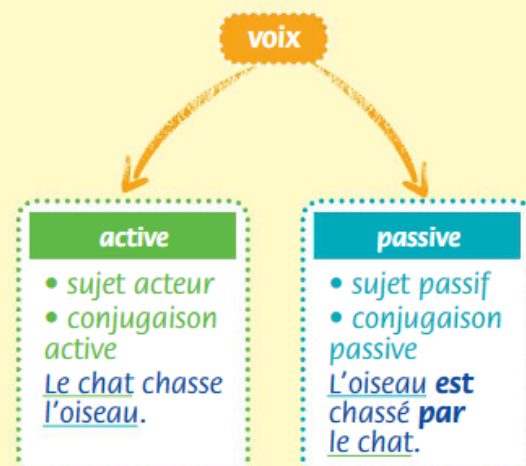 voix
active
• sujet acteur
• conjugaison
active
Le chat chasse
l'oiseau.
passive
• sujet passif
• conjugaison
passive
L'oiseau est
chassé par
le chat.